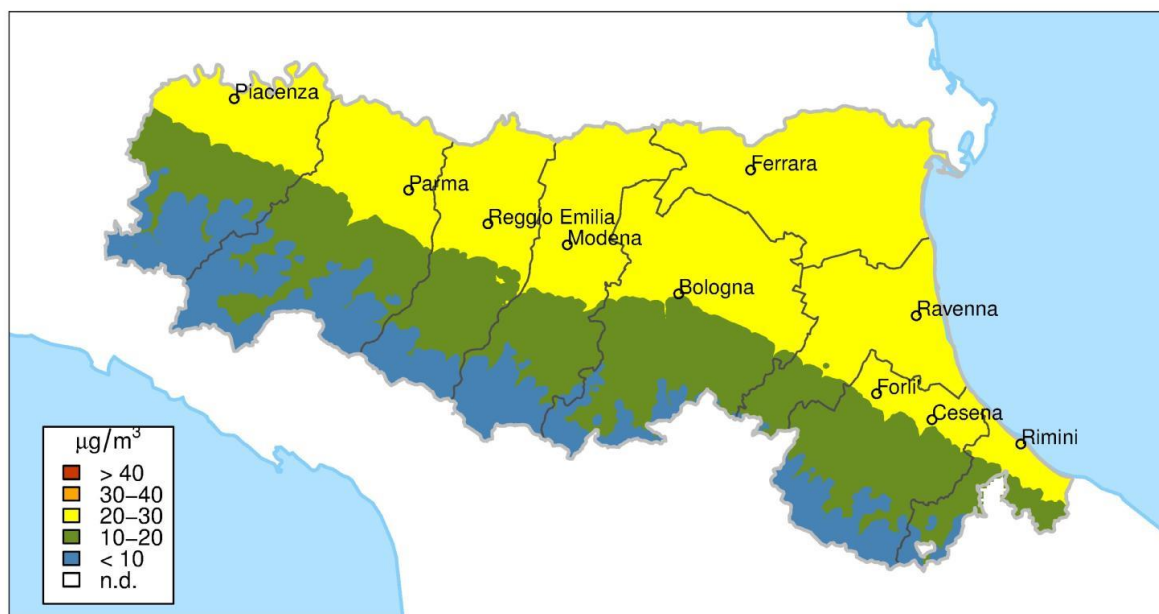 Piacenza
Parma
Ferrara
Reggio Emilia
Modena
Bologna
Ravenna
Forli'
Cesena
Rimini
μg/m³
> 40
30−40
20−30
10−20
< 10
n.d.